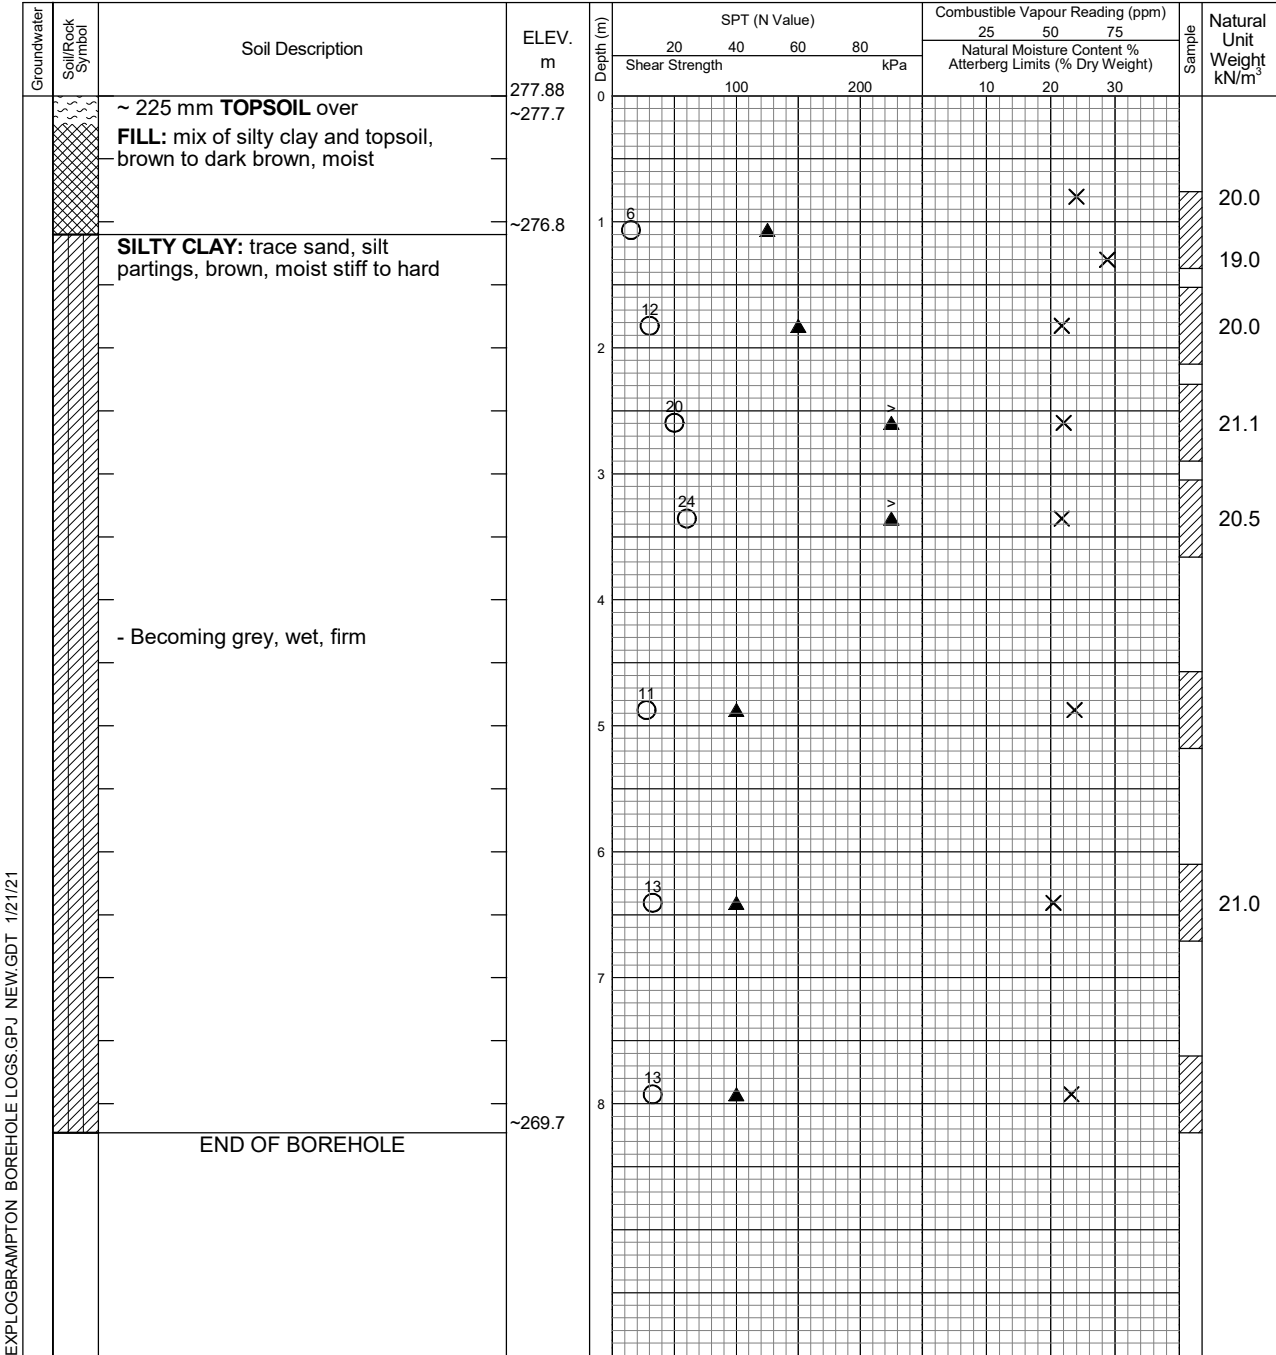 Groundwater
Soil/Rock
Symbol
Soil Description
ELEV.
m
277.88
Depth (m)
0
SPT (N Value)
20 40 60 80
Shear Strength kPa
100 200
Combustible Vapour Reading (ppm)
25 50 75
Natural Moisture Content %
Atterberg Limits (% Dry Weight)
10 20 30
Sample
Natural
Unit
Weight
kN/m³
~ 225 mm TOPSOIL over
~277.7
FILL: mix of silty clay and topsoil,
brown to dark brown, moist
20.0
6
1
~276.8
SILTY CLAY: trace sand, silt
partings, brown, moist stiff to hard
19.0
12
20.0
2
20 >
21.1
3
24 >
20.5
4
- Becoming grey, wet, firm
11
5
6
13
21.0
7
13
8
~269.7
END OF BOREHOLE
EXPLOGBRAMPTON BOREHOLE LOGS.GPJ NEW.GDT 1/21/21